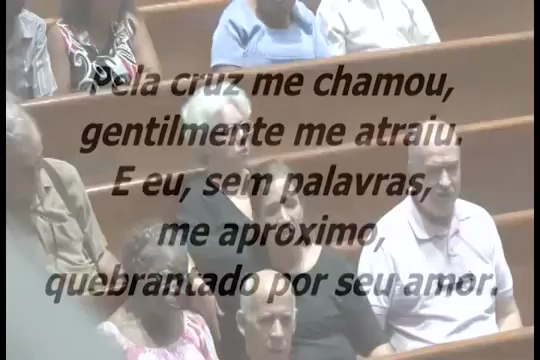 Pela cruz me chamou,
gentilmente me atraiu.
E eu, sem palavras,
me aproximo,
quebrantado por seu amor.